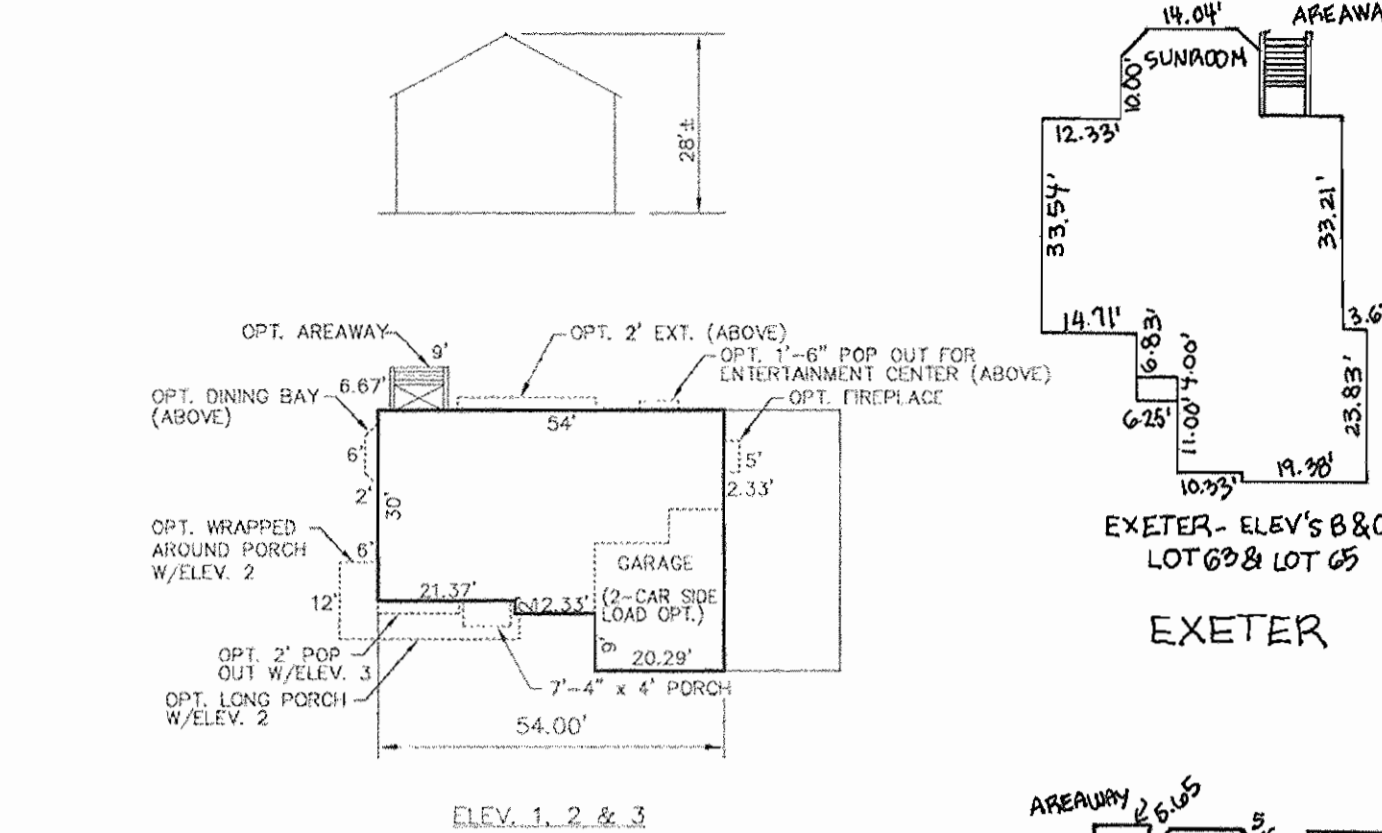 28'±
OPT. AREAWAY
9'
6.67'
OPT. 2' EXT. (ABOVE)
OPT. 1'-6" POP OUT FOR
ENTERTAINMENT CENTER (ABOVE)
OPT. DINING BAY
(ABOVE)
OPT. FIREPLACE
54'
6'
2'
30'
5'
2.33'
OPT. WRAPPED
AROUND PORCH
W/ELEV. 2
6'
12'
GARAGE
(2-CAR SIDE
LOAD OPT.)
21.37'
2'
12.33'
9'
20.29'
OPT. 2' POP
OUT W/ELEV. 3
OPT. LONG PORCH
W/ELEV. 2
7'-4" x 4' PORCH
54.00'
ELEV. 1, 2 & 3
14.04'
SUNROOM
10.00'
12.33'
33.54'
33.21'
14.71'
6.83'
4.00'
6.25'
11.00'
23.83'
10.33'
19.38'
EXETER - ELEV'S B & C
LOT 63 & LOT 65
EXETER
AREAWAY
5.65